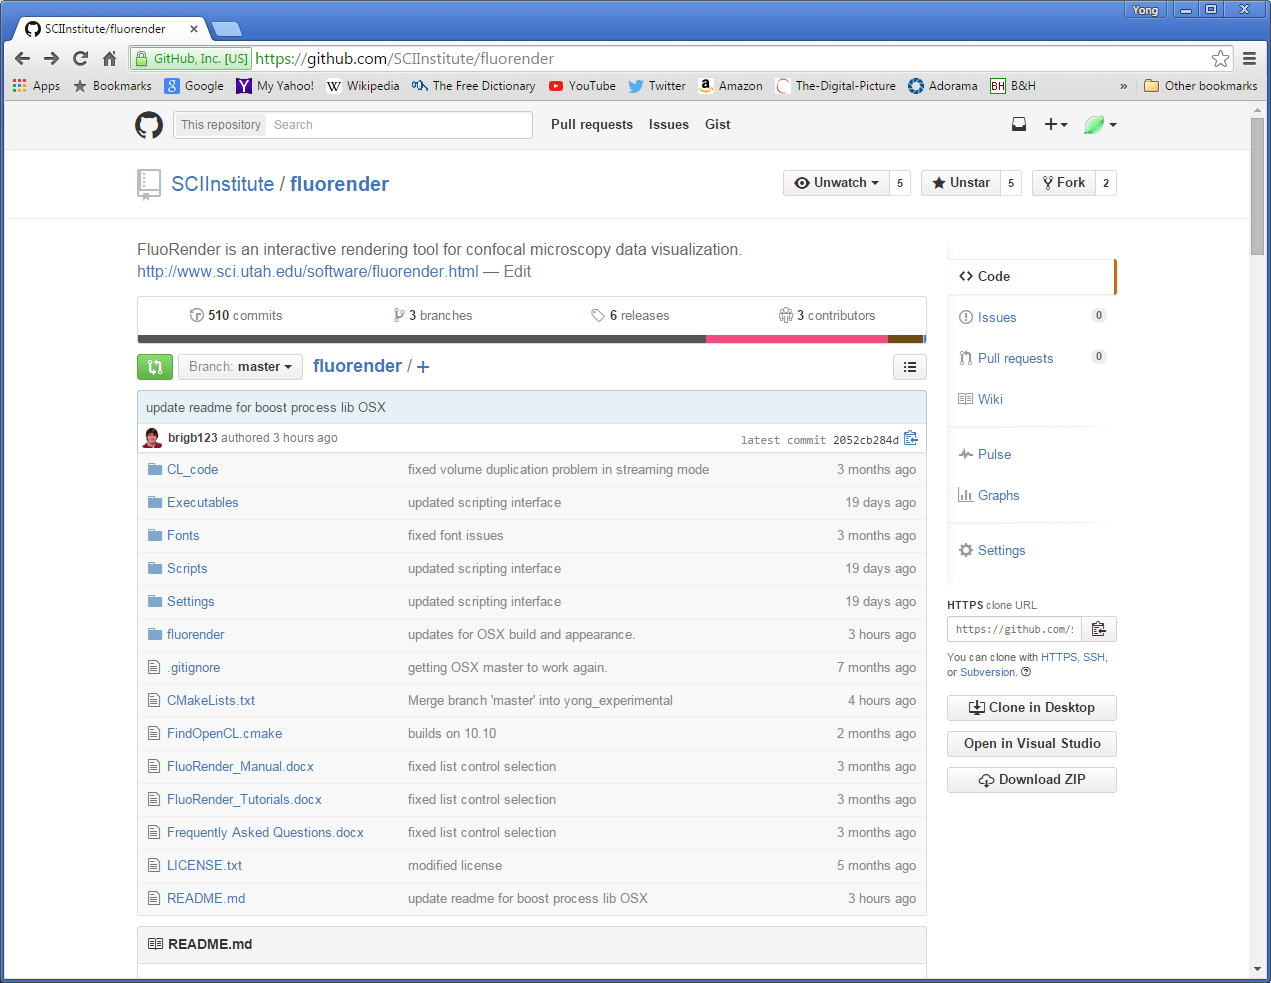 Yong
SCIInstitute/fluorender
GitHub, Inc. [US] https://github.com/SCIInstitute/fluorender
Apps Bookmarks Google My Yahoo! Wikipedia The Free Dictionary YouTube Twitter Amazon The-Digital-Picture Adorama B&H » Other bookmarks
This repository Search Pull requests Issues Gist
SCIInstitute / fluorender Unwatch 5 Unstar 5 Fork 2
FluoRender is an interactive rendering tool for confocal microscopy data visualization.
http://www.sci.utah.edu/software/fluorender.html — Edit
510 commits 3 branches 6 releases 3 contributors
Branch: master fluorender / +
update readme for boost process lib OSX
brigb123 authored 3 hours ago latest commit 2052cb284d
CL_code fixed volume duplication problem in streaming mode 3 months ago
Executables updated scripting interface 19 days ago
Fonts fixed font issues 3 months ago
Scripts updated scripting interface 19 days ago
Settings updated scripting interface 19 days ago
fluorender updates for OSX build and appearance. 3 hours ago
.gitignore getting OSX master to work again. 7 months ago
CMakeLists.txt Merge branch 'master' into yong_experimental 4 hours ago
FindOpenCL.cmake builds on 10.10 2 months ago
FluoRender_Manual.docx fixed list control selection 3 months ago
FluoRender_Tutorials.docx fixed list control selection 3 months ago
Frequently Asked Questions.docx fixed list control selection 3 months ago
LICENSE.txt modified license 5 months ago
README.md update readme for boost process lib OSX 3 hours ago
README.md
Code
Issues 0
Pull requests 0
Wiki
Pulse
Graphs
Settings
HTTPS clone URL
https://github.com/S
You can clone with HTTPS, SSH,
or Subversion.
Clone in Desktop
Open in Visual Studio
Download ZIP